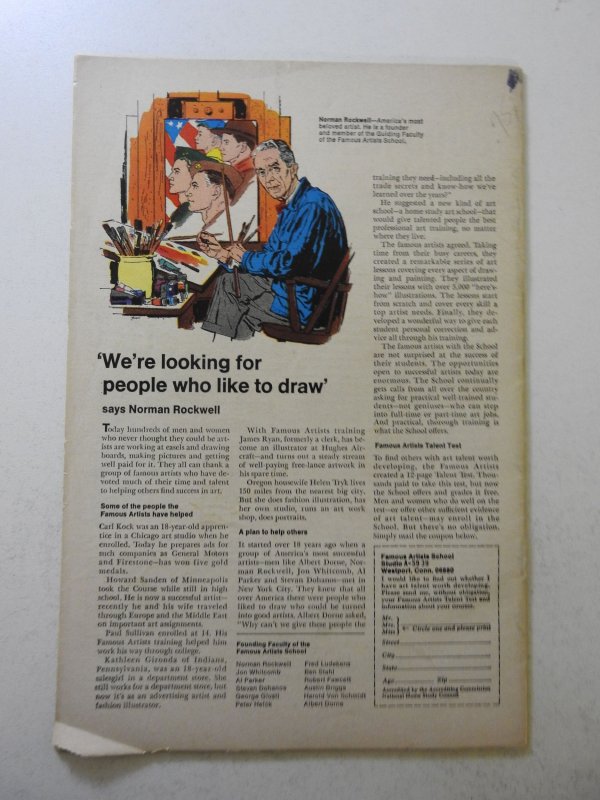 Norman Rockwell—America's most
beloved artist. He is a founder
and member of the Guiding Faculty
of the Famous Artists School.
'We're looking for
people who like to draw'
says Norman Rockwell
Today hundreds of men and women
who never thought they could be art-
ists are working at easels and drawing
boards, making pictures and getting
well paid for it. They all can thank a
group of famous artists who have de-
voted much of their time and talent
to helping others find success in art.
Some of the people the
Famous Artists have helped
Carl Kock was an 18-year-old appren-
tice in a Chicago art studio when he
enrolled. Today he prepares ads for
such companies as General Motors
and Firestone—has won five gold
medals.
Howard Sanden of Minneapolis
took the Course while still in high
school. He is now a successful artist—
recently he and his wife traveled
through Europe and the Middle East
on important art assignments.
Paul Sullivan enrolled at 14. His
Famous Artists training helped him
work his way through college.
Kathleen Gironda of Indiana,
Pennsylvania, was an 18-year-old
salesgirl in a department store. She
still works for a department store, but
now it's as an advertising artist and
fashion illustrator.
With Famous Artists training
James Ryan, formerly a clerk, has be-
come an illustrator at Hughes Air-
craft—and turns out a steady stream
of well-paying free-lance artwork in
his spare time.
Oregon housewife Helen Tryk lives
150 miles from the nearest big city.
But she does fashion illustration, has
her own studio, runs an art work
shop, does portraits.
A plan to help others
It started over 18 years ago when a
group of America's most successful
artists—men like Albert Dorne, Nor-
man Rockwell, Jon Whitcomb, Al
Parker and Stevan Dohanos—met in
New York City. They knew that all
over America there were people who
liked to draw who could be turned
into good artists. Albert Dorne asked,
"Why can't we give these people the
Founding Faculty of the
Famous Artists School
Norman Rockwell
Jon Whitcomb
Al Parker
Stevan Dohanos
George Giusti
Peter Helck
Fred Ludekens
Ben Stahl
Robert Fawcett
Austin Briggs
Harold Von Schmidt
Albert Dorne
training they need—including all the
trade secrets and know-how we've
learned over the years?"
He suggested a new kind of art
school—a home study art school—that
would give talented people the best
professional art training, no matter
where they live.
The famous artists agreed. Taking
time from their busy careers, they
created a remarkable series of art
lessons covering every aspect of draw-
ing and painting. They illustrated
their lessons with over 5,000 "here's-
how" illustrations. The lessons start
from scratch and cover every skill a
top artist needs. Finally, they de-
veloped a wonderful way to give each
student personal correction and ad-
vice all through his training.
The famous artists with the School
are not surprised at the success of
their students. The opportunities
open to successful artists today are
enormous. The School continually
gets calls from all over the country
asking for practical well-trained stu-
dents—not geniuses—who can step
into full-time or part-time art jobs.
And practical, thorough training is
what the School offers.
Famous Artists Talent Test
To find others with art talent worth
developing, the Famous Artists
created a 12-page Talent Test. Thou-
sands paid to take this test, but now
the School offers and grades it free.
Men and women who do well on the
test—or offer other sufficient evidence
of art talent—may enroll in the
School. But there's no obligation.
Simply mail the coupon below.
Famous Artists School
Studio
Westport, Conn. 06880
I would like to find out whether I
have art talent worth developing.
Please send me, without obligation,
your Famous Artists Talent Test and
information about your courses.
Mr.
Mrs.
Miss
Circle one and please print
Street
City
State
Age Zip
Accredited by the Accrediting Commission
National Home Study Council